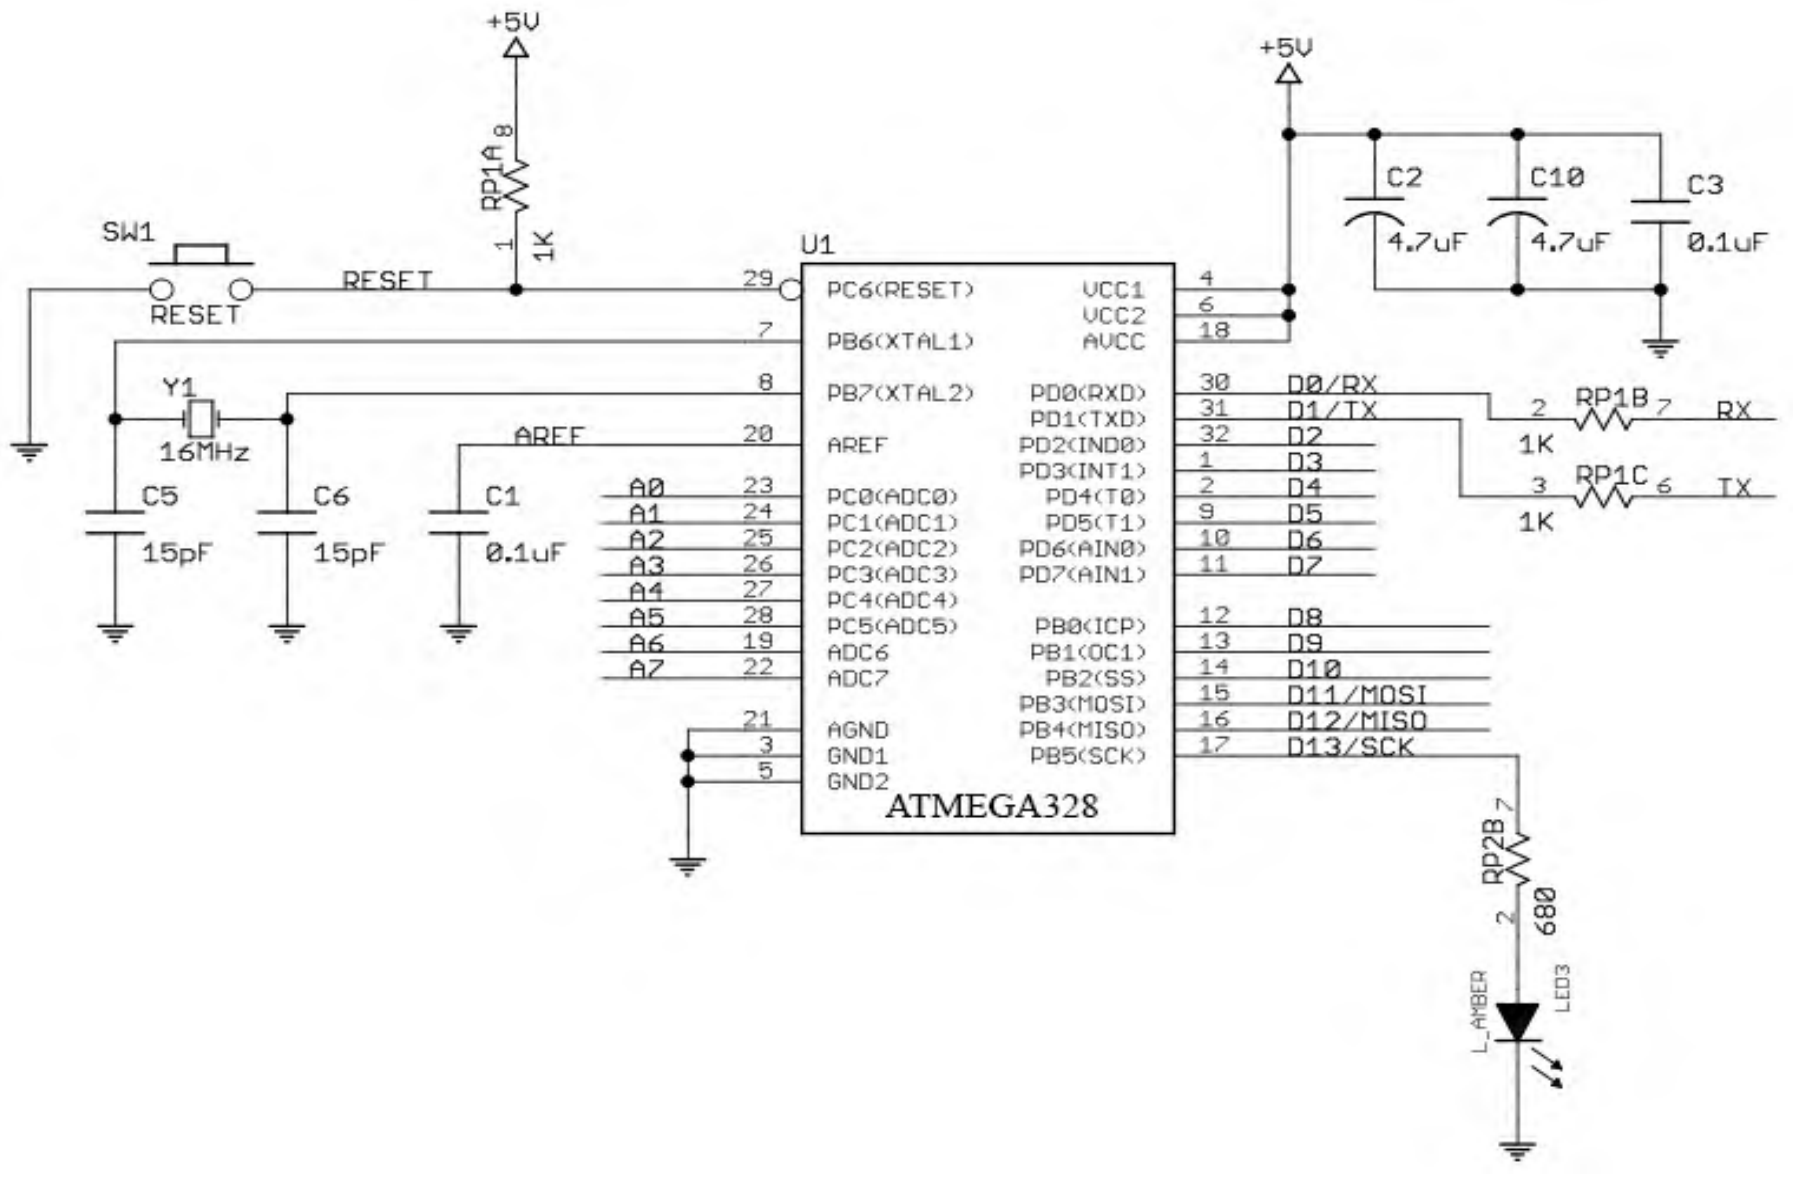 +5V
+5V
RP1A
8
1
1K
SW1
RESET
RESET
C2
4.7uF
C10
4.7uF
C3
0.1uF
U1
29 PC6(RESET)
7 PB6(XTAL1)
8 PB7(XTAL2)
AREF 20 AREF
A0 23 PC0(ADC0)
A1 24 PC1(ADC1)
A2 25 PC2(ADC2)
A3 26 PC3(ADC3)
A4 27 PC4(ADC4)
A5 28 PC5(ADC5)
A6 19 ADC6
A7 22 ADC7
21 AGND
3 GND1
5 GND2
VCC1 4
VCC2 6
AVCC 18
PD0(RXD) 30 D0/RX
PD1(TXD) 31 D1/TX
PD2(IND0) 32 D2
PD3(INT1) 1 D3
PD4(T0) 2 D4
PD5(T1) 9 D5
PD6(AIN0) 10 D6
PD7(AIN1) 11 D7
PB0(ICP) 12 D8
PB1(OC1) 13 D9
PB2(SS) 14 D10
PB3(MOSI) 15 D11/MOSI
PB4(MISO) 16 D12/MISO
PB5(SCK) 17 D13/SCK
ATMEGA328
Y1
16MHz
C5
15pF
C6
15pF
C1
0.1uF
2 RP1B 7 RX
1K
3 RP1C 6 TX
1K
7
RP2B
2
680
L_AMBER
LED3